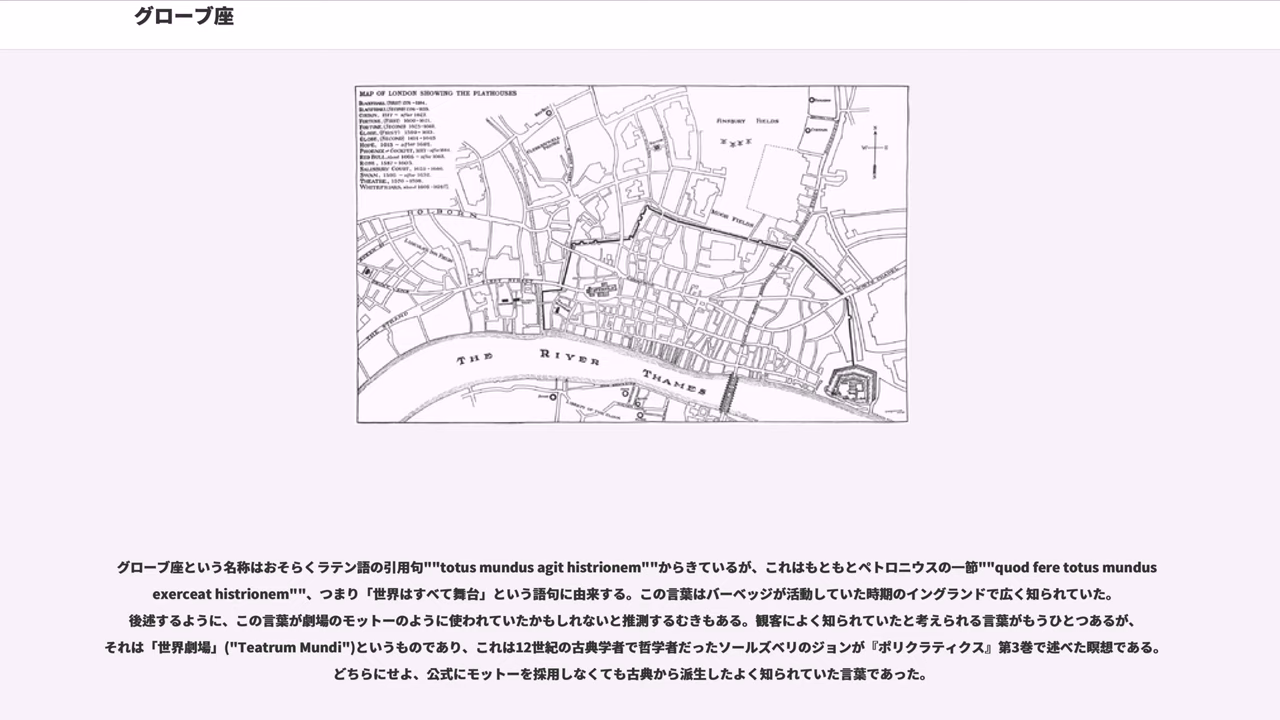 グローブ座
MAP OF LONDON SHOWING THE PLAYHOUSES
FINSBURY FIELDS
MOOR FIELDS
HOLBORN
LINCOLN'S INN FIELDS
THE STRAND
THE RIVER THAMES
グローブ座という名称はおそらくラテン語の引用句""totus mundus agit histrionem""からきているが、これはもともとペトロニウスの一節""quod fere totus mundus
exerceat histrionem""、つまり「世界はすべて舞台」という語句に由来する。この言葉はバーベッジが活動していた時期のイングランドで広く知られていた。
後述するように、この言葉が劇場のモットーのように使われていたかもしれないと推測するむきもある。観客によく知られていたと考えられる言葉がもうひとつあるが、
それは「世界劇場」("Teatrum Mundi")というものであり、これは12世紀の古典学者で哲学者だったソールズベリのジョンが『ポリクラティクス』第3巻で述べた瞑想である。
どちらにせよ、公式にモットーを採用しなくても古典から派生したよく知られていた言葉であった。